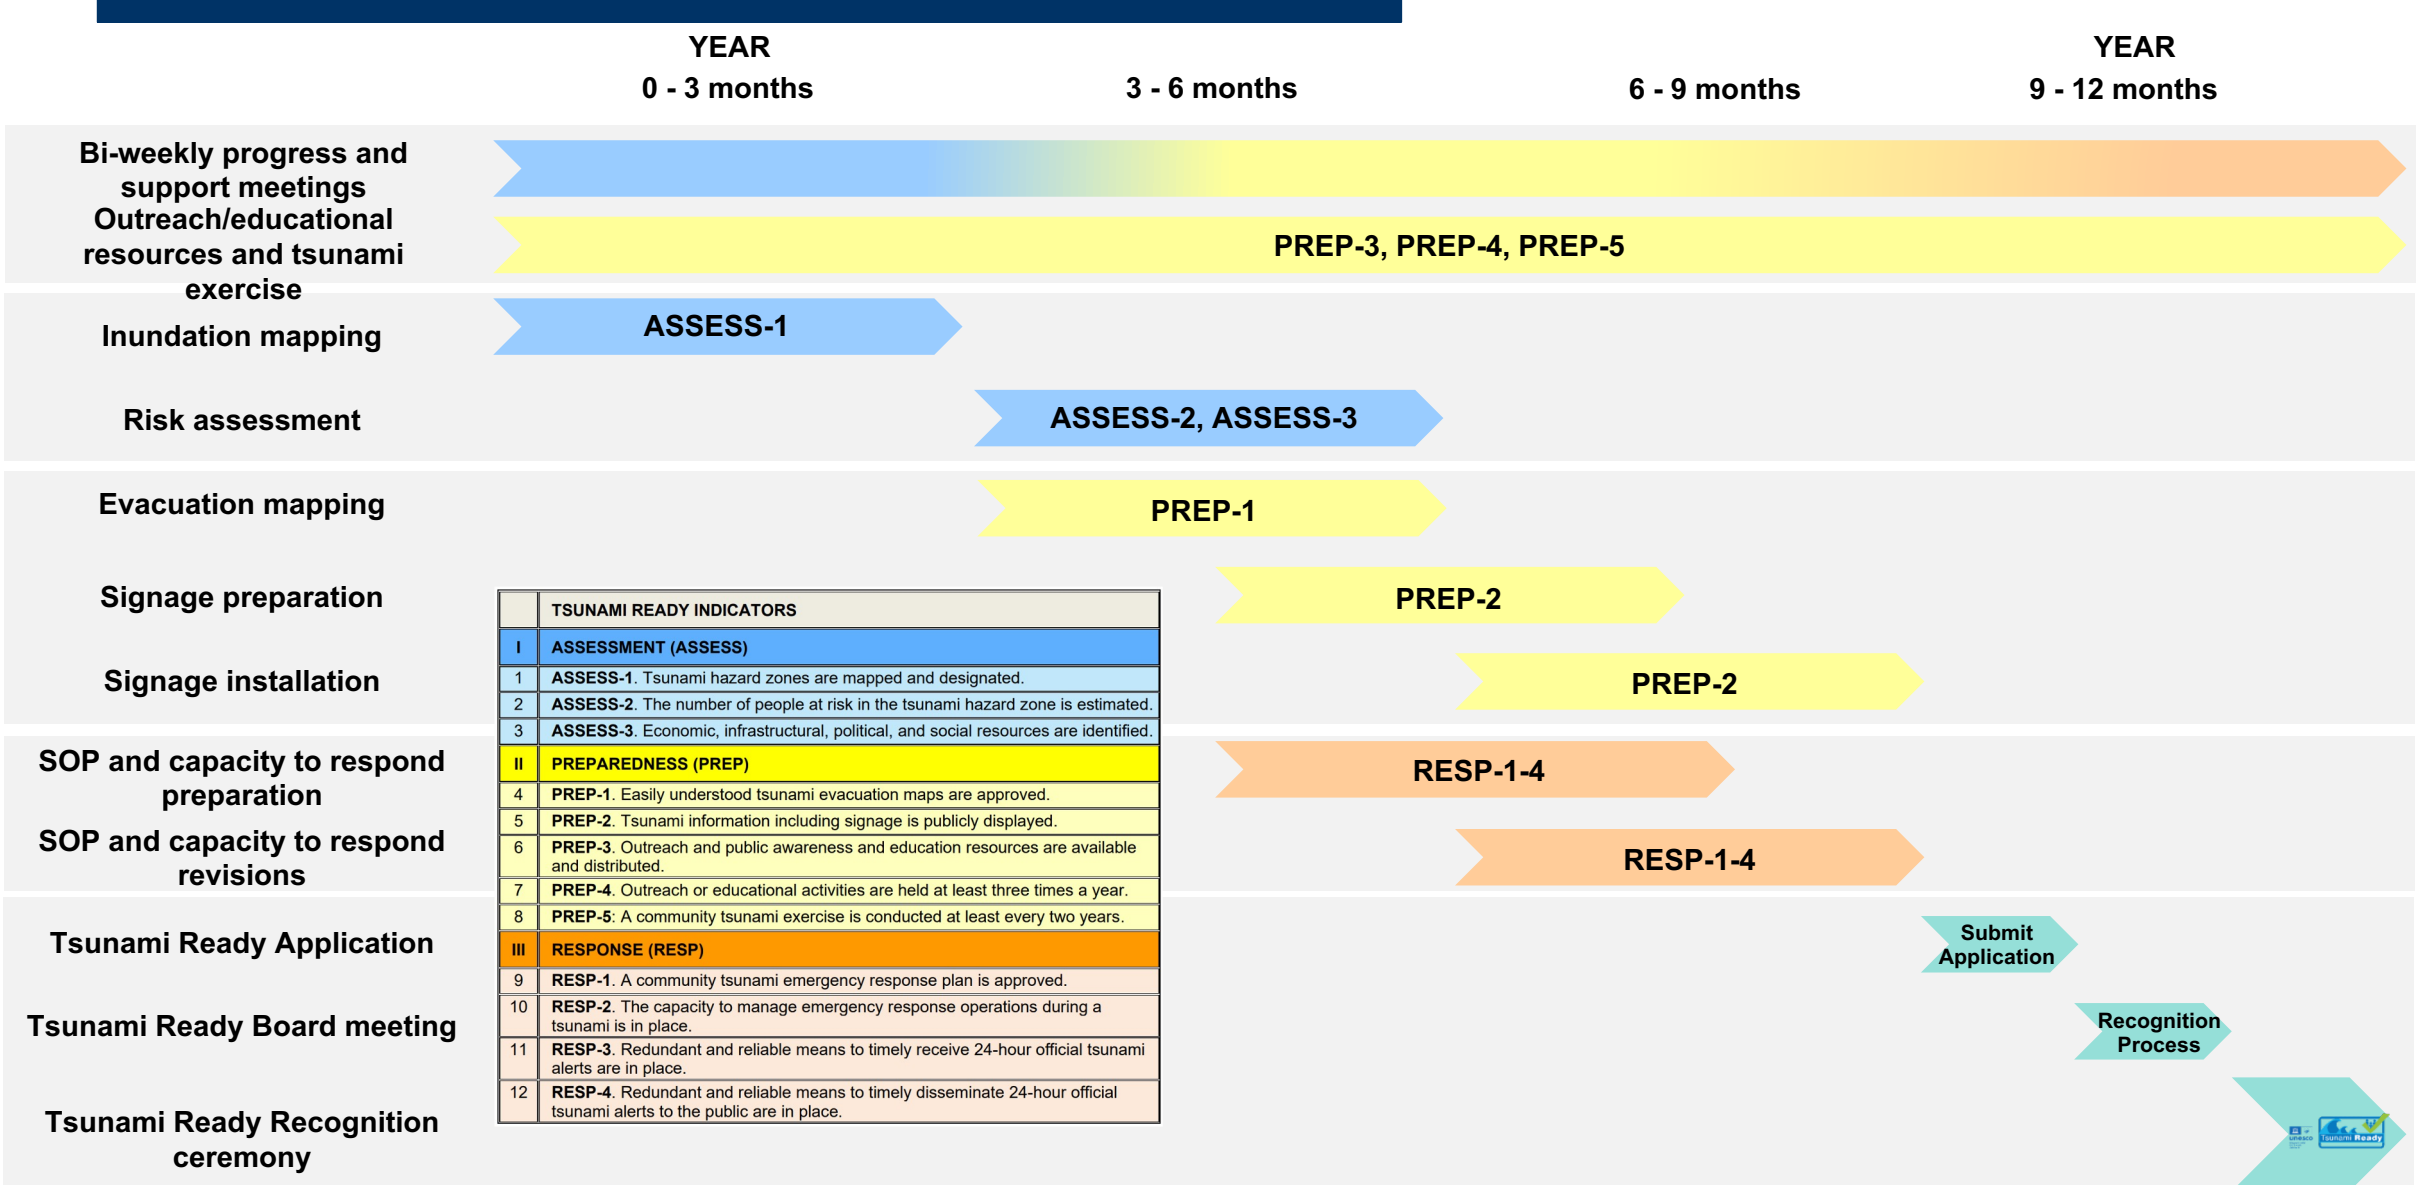 YEAR
YEAR
0 - 3 months
3 - 6 months
6 - 9 months
9 - 12 months
Bi-weekly progress and
support meetings
Outreach/educational
resources and tsunami
exercise
PREP-3, PREP-4, PREP-5
Inundation mapping
ASSESS-1
Risk assessment
ASSESS-2, ASSESS-3
Evacuation mapping
PREP-1
Signage preparation
PREP-2
Signage installation
PREP-2
SOP and capacity to respond
preparation
RESP-1-4
SOP and capacity to respond
revisions
RESP-1-4
Tsunami Ready Application
Submit
Application
Tsunami Ready Board meeting
Recognition
Process
Tsunami Ready Recognition
ceremony
unesco
Tsunami Ready
TSUNAMI READY INDICATORS
I ASSESSMENT (ASSESS)
1 ASSESS-1. Tsunami hazard zones are mapped and designated.
2 ASSESS-2. The number of people at risk in the tsunami hazard zone is estimated.
3 ASSESS-3. Economic, infrastructural, political, and social resources are identified.
II PREPAREDNESS (PREP)
4 PREP-1. Easily understood tsunami evacuation maps are approved.
5 PREP-2. Tsunami information including signage is publicly displayed.
6 PREP-3. Outreach and public awareness and education resources are available
and distributed.
7 PREP-4. Outreach or educational activities are held at least three times a year.
8 PREP-5: A community tsunami exercise is conducted at least every two years.
III RESPONSE (RESP)
9 RESP-1. A community tsunami emergency response plan is approved.
10 RESP-2. The capacity to manage emergency response operations during a
tsunami is in place.
11 RESP-3. Redundant and reliable means to timely receive 24-hour official tsunami
alerts are in place.
12 RESP-4. Redundant and reliable means to timely disseminate 24-hour official
tsunami alerts to the public are in place.